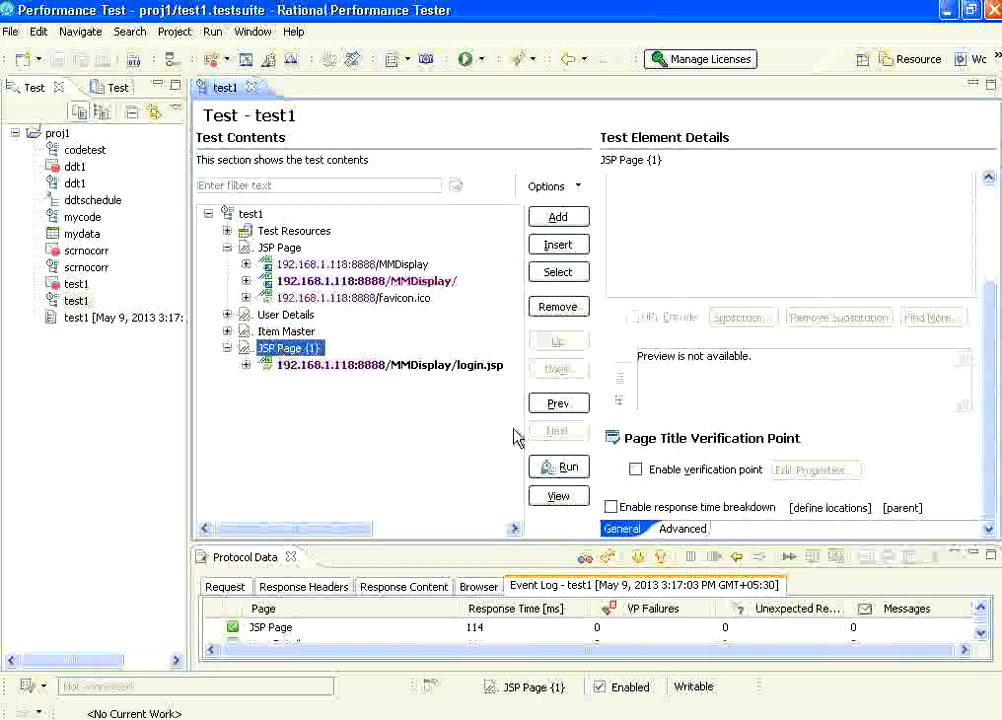 Performance Test - proj1/test1.testsuite - Rational Performance Tester
File Edit Navigate Search Project Run Window Help
Manage Licenses
Resource
Wc
Test
Test
test1
proj1
codetest
ddt1
ddt1
ddtschedule
mycode
mydata
scrnocorr
scrnocorr
test1
test1
test1 [May 9, 2013 3:17:
Test - test1
Test Contents
This section shows the test contents
Enter filter text
Options
test1
Test Resources
JSP Page
192.168.1.118:8888/MMDisplay
192.168.1.118:8888/MMDisplay/
192.168.1.118:8888/favicon.ico
User Details
Item Master
JSP Page {1}
192.168.1.118:8888/MMDisplay/login.jsp
Add
Insert
Select
Remove
Up
Prev
Next
Run
View
Test Element Details
JSP Page {1}
URL Encode
Substitute...
Remove Substitution
Find More...
Preview is not available.
Page Title Verification Point
Enable verification point
Edit Properties...
Enable response time breakdown [define locations] [parent]
General Advanced
Protocol Data
Request Response Headers Response Content Browser Event Log - test1 [May 9, 2013 3:17:03 PM GMT+05:30]
Page Response Time [ms] VP Failures Unexpected Re... Messages
JSP Page 114 0 0 0
Not connected
JSP Page {1}
Enabled
Writable
<No Current Work>